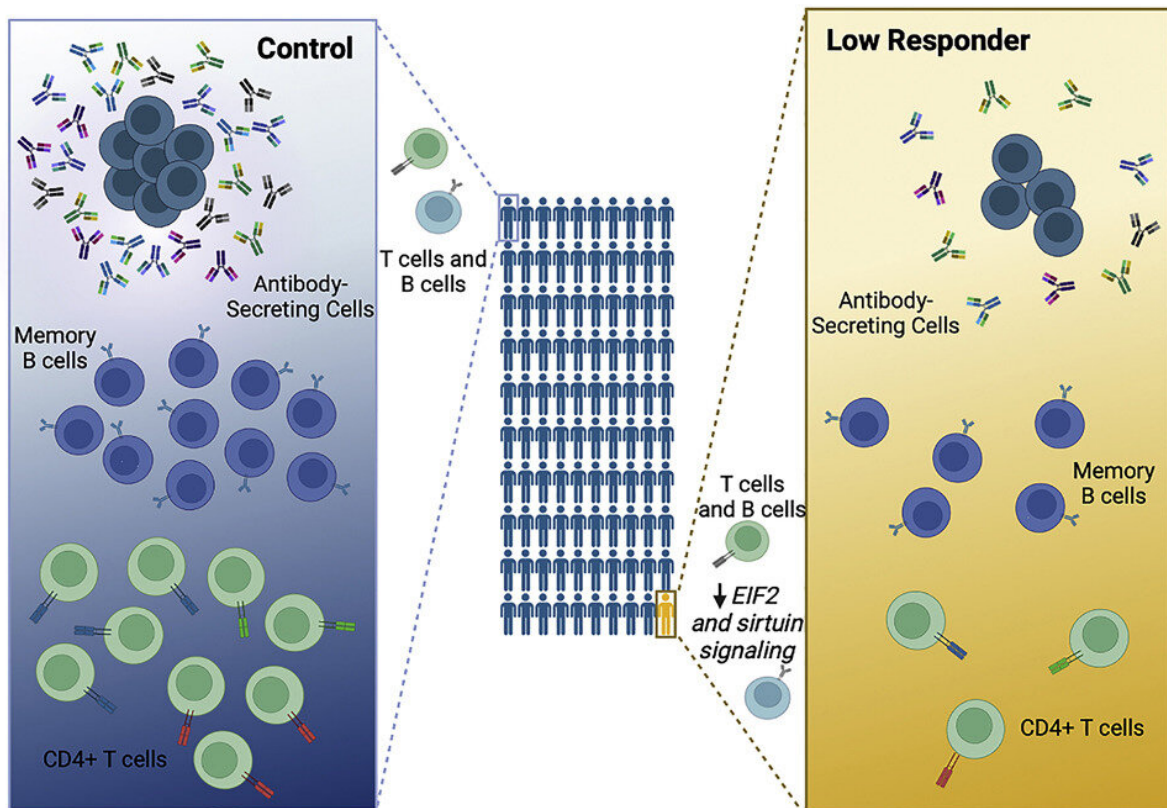 Control
Antibody-
Secreting Cells
Memory
B cells
CD4+ T cells
T cells and
B cells
T cells
and B cells
↓ EIF2
and sirtuin
signaling
Low Responder
Antibody-
Secreting Cells
Memory
B cells
CD4+ T cells